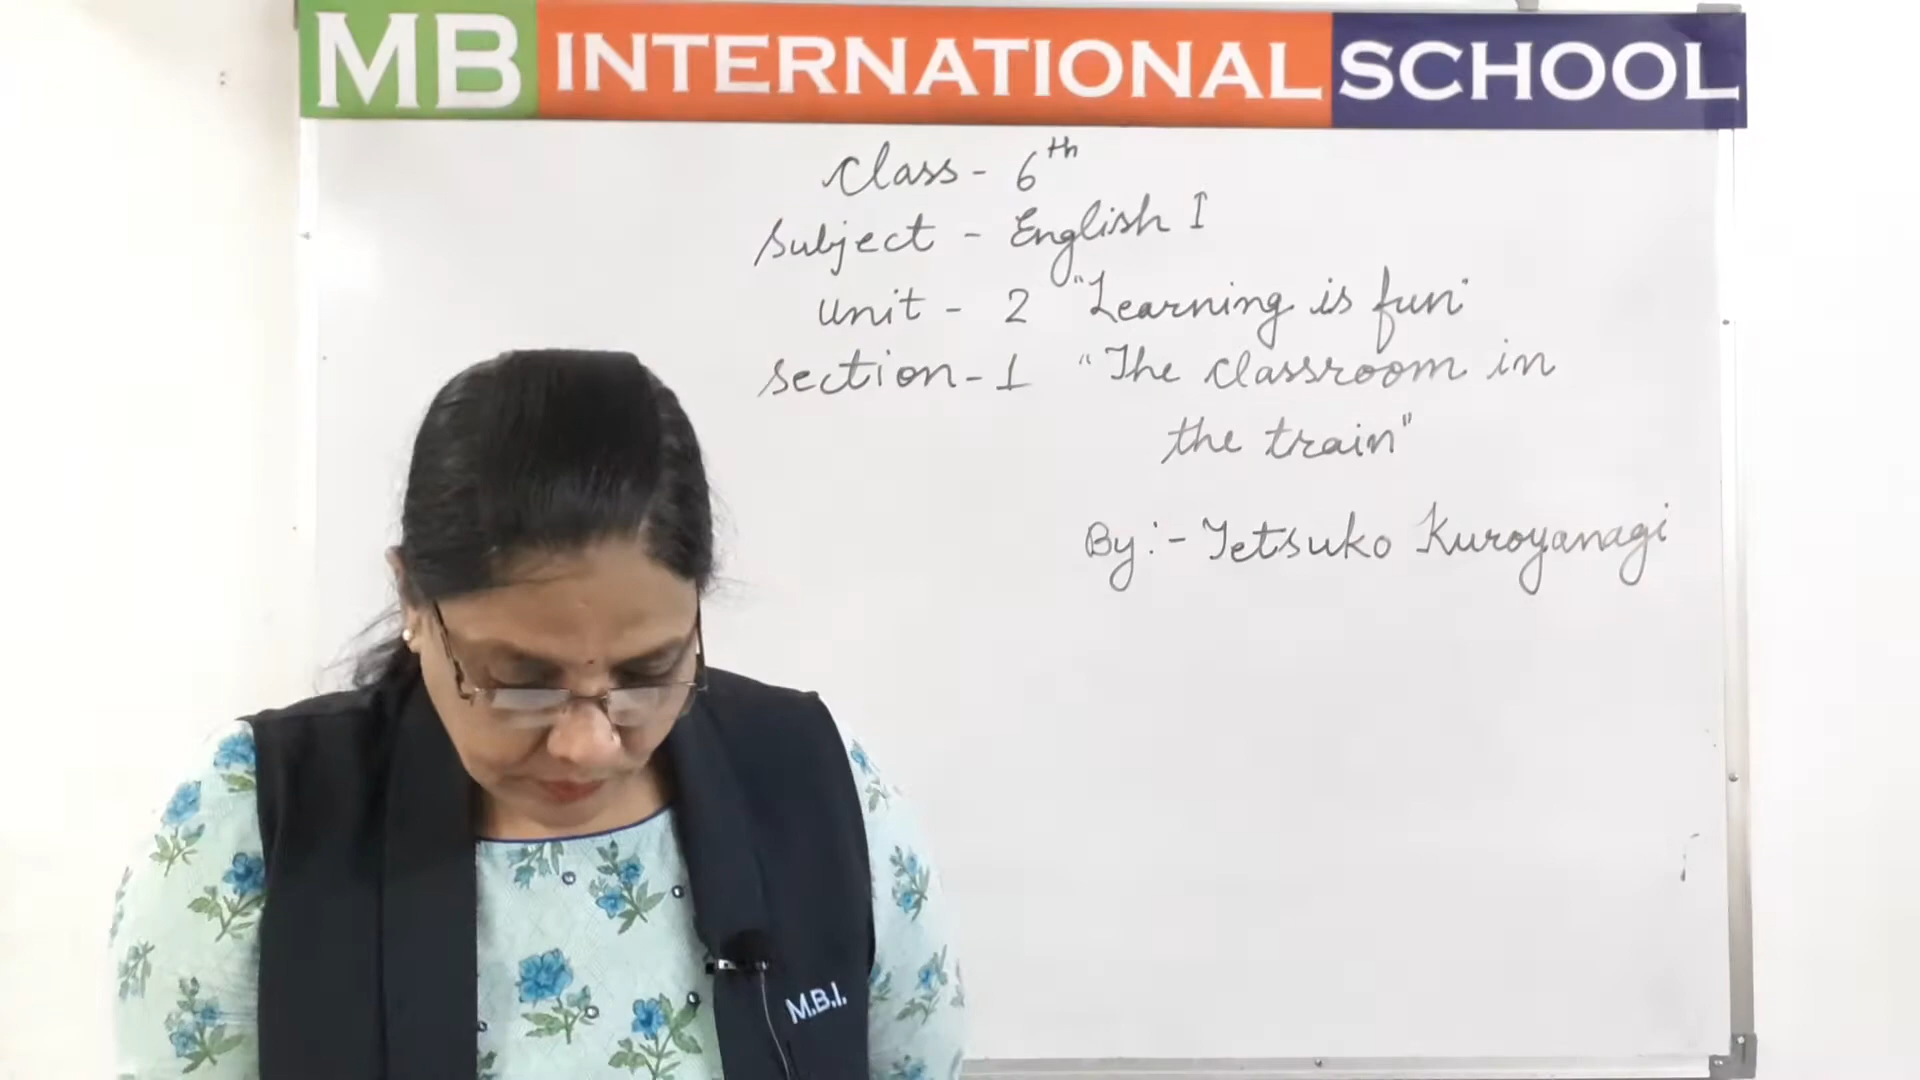 MB INTERNATIONAL SCHOOL
Class - 6th
Subject - English I
Unit - 2 "Learning is fun"
Section - 1 "The classroom in
the train"
By :- Tetsuko Kuroyanagi
M.B.I.